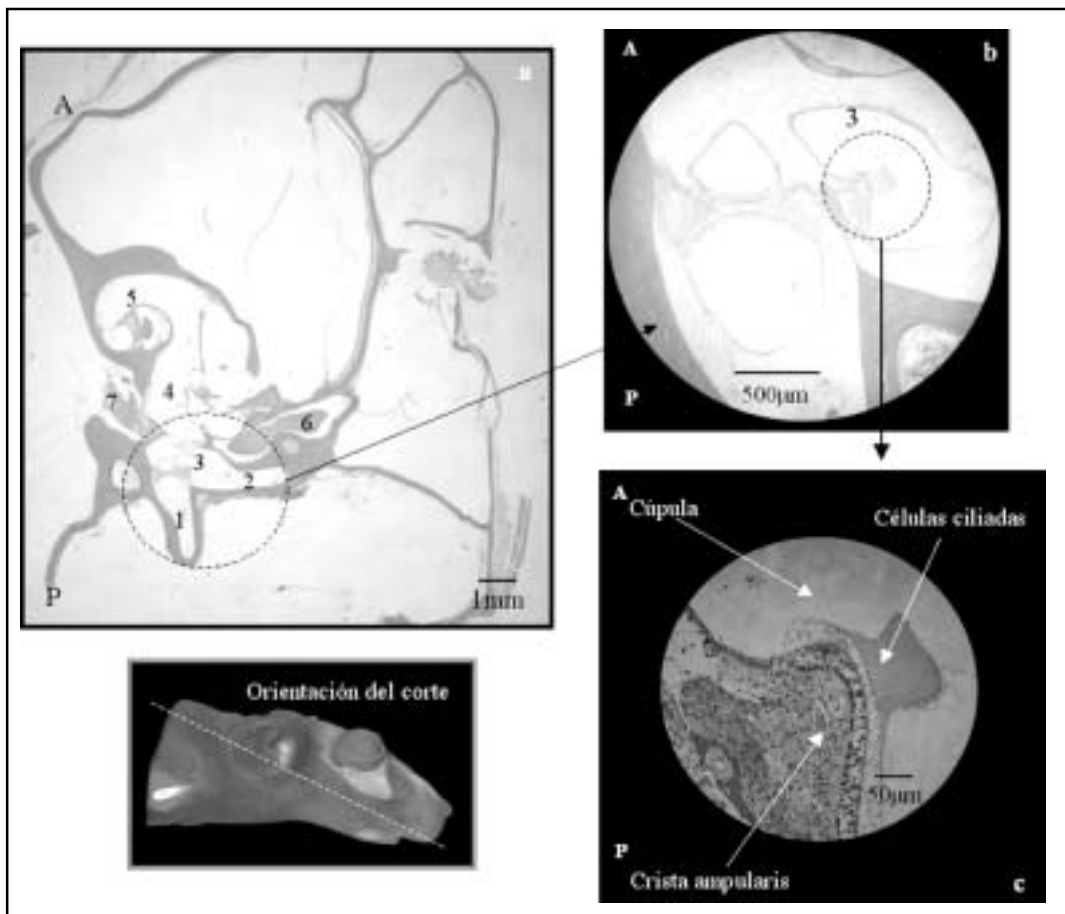 A
5
4
7
3
6
2
1
P
1mm
A
b
3
500µm
P
Orientación del corte
A
Cúpula
Células ciliadas
50µm
P
Crista ampularis
c